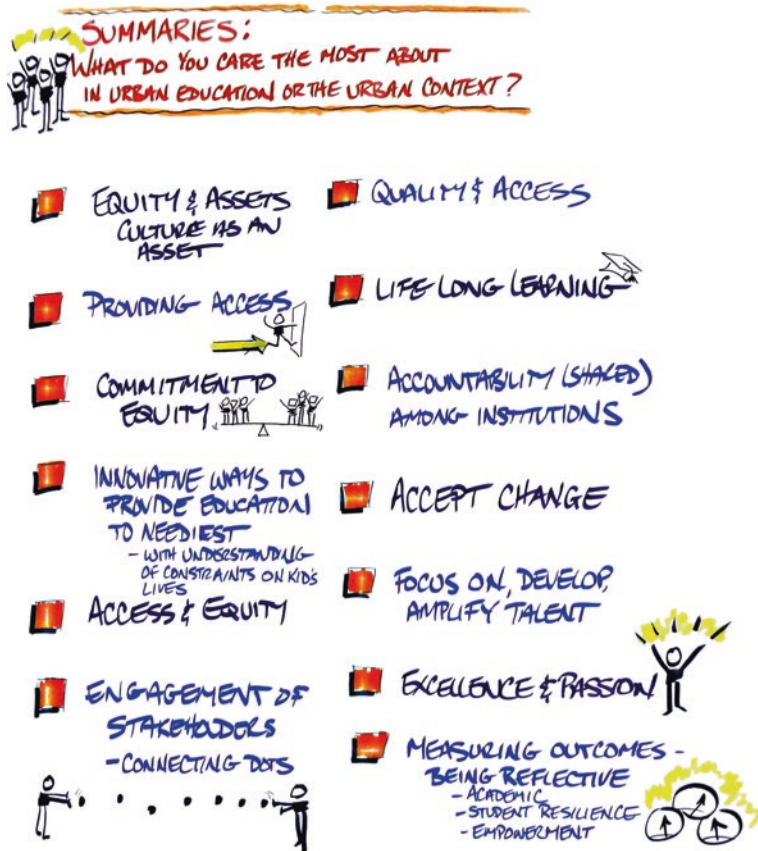 SUMMARIES:
WHAT DO YOU CARE THE MOST ABOUT
IN URBAN EDUCATION OR THE URBAN CONTEXT?
EQUITY & ASSETS
CULTURE AS AN
ASSET
PROVIDING ACCESS
COMMITMENT TO
EQUITY
INNOVATIVE WAYS TO
PROVIDE EDUCATION
TO NEEDIEST
- WITH UNDERSTANDING
OF CONSTRAINTS ON KID'S
LIVES
ACCESS & EQUITY
ENGAGEMENT OF
STAKEHOLDERS
- CONNECTING DOTS
QUALITY & ACCESS
LIFE LONG LEARNING
ACCOUNTABILITY (SHARED)
AMONG INSTITUTIONS
ACCEPT CHANGE
FOCUS ON, DEVELOP,
AMPLIFY TALENT
EXCELLENCE & PASSION
MEASURING OUTCOMES -
BEING REFLECTIVE
- ACADEMIC
- STUDENT RESILIENCE
- EMPOWERMENT